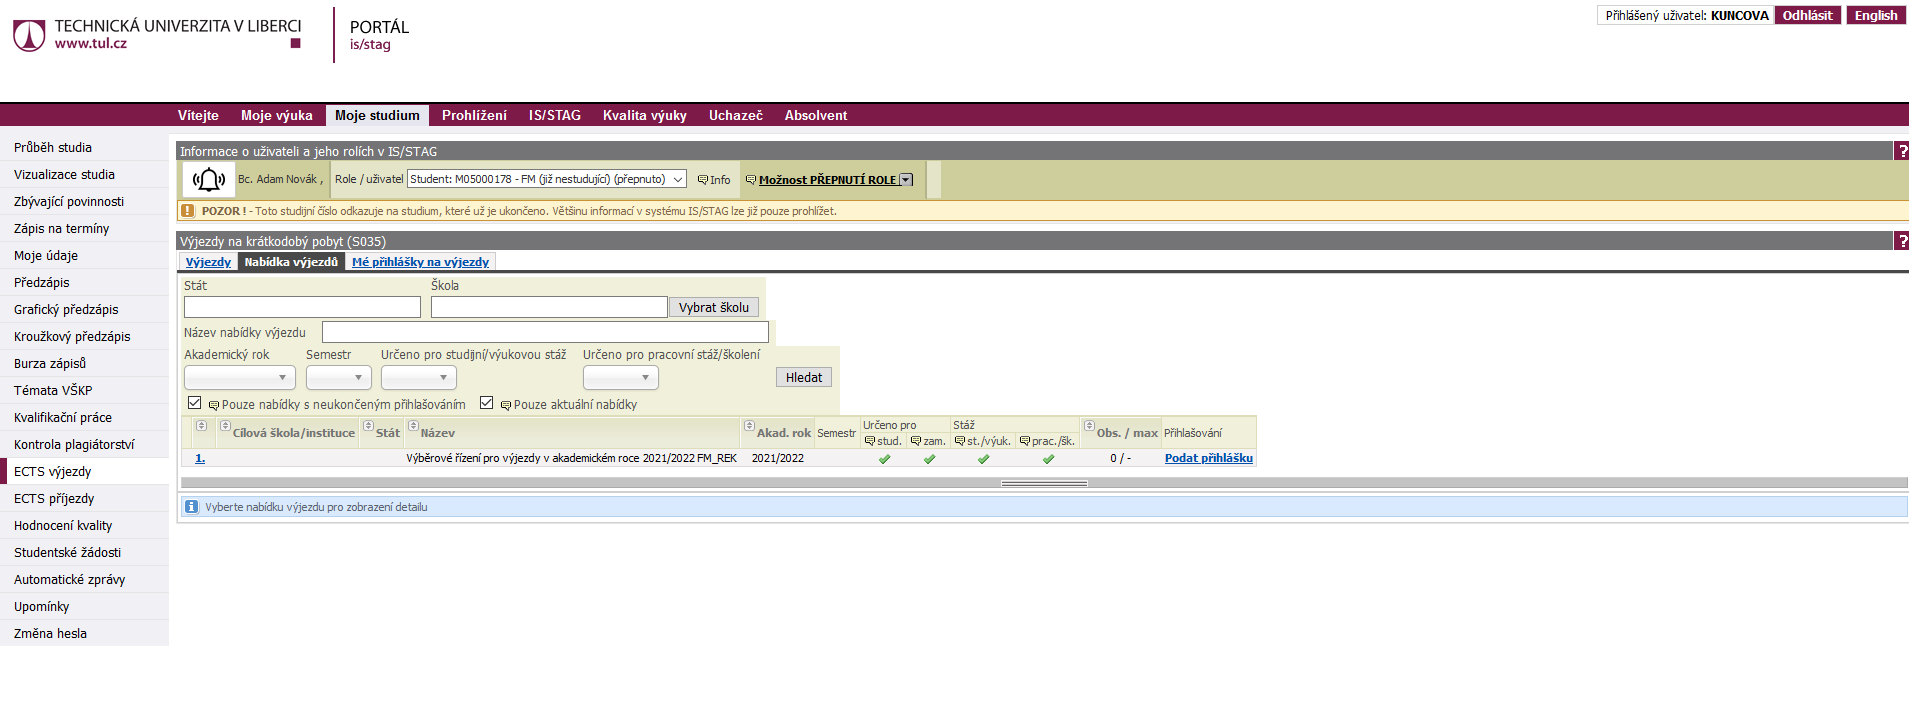 TECHNICKÁ UNIVERZITA V LIBERCI
www.tul.cz
PORTÁL
is/stag
Přihlášený uživatel: KUNCOVA Odhlásit English
Vítejte Moje výuka Moje studium Prohlížení IS/STAG Kvalita výuky Uchazeč Absolvent
Průběh studia
Vizualizace studia
Zbývající povinnosti
Zápis na termíny
Moje údaje
Předzápis
Grafický předzápis
Kroužkový předzápis
Burza zápisů
Témata VŠKP
Kvalifikační práce
Kontrola plagiátorství
ECTS výjezdy
ECTS příjezdy
Hodnocení kvality
Studentské žádosti
Automatické zprávy
Upomínky
Změna hesla
Informace o uživateli a jeho rolích v IS/STAG ?
Bc. Adam Novák , Role / uživatel Student: M05000178 - FM (již nestudující) (přepnuto) Info Možnost PŘEPNUTÍ ROLE
POZOR ! - Toto studijní číslo odkazuje na studium, které už je ukončeno. Většinu informací v systému IS/STAG lze již pouze prohlížet.
Výjezdy na krátkodobý pobyt (S035) ?
Výjezdy Nabídka výjezdů Mé přihlášky na výjezdy
Stát Škola
Vybrat školu
Název nabídky výjezdu
Akademický rok Semestr Určeno pro studijní/výukovou stáž Určeno pro pracovní stáž/školení
Hledat
Pouze nabídky s neukončeným přihlašováním Pouze aktuální nabídky
Cílová škola/instituce Stát Název Akad. rok Semestr Určeno pro Stáž Obs. / max Přihlašování
stud. zam. st./výuk. prac./šk.
1. Výběrové řízení pro výjezdy v akademickém roce 2021/2022 FM_REK 2021/2022 0 / - Podat přihlášku
Vyberte nabídku výjezdu pro zobrazení detailu